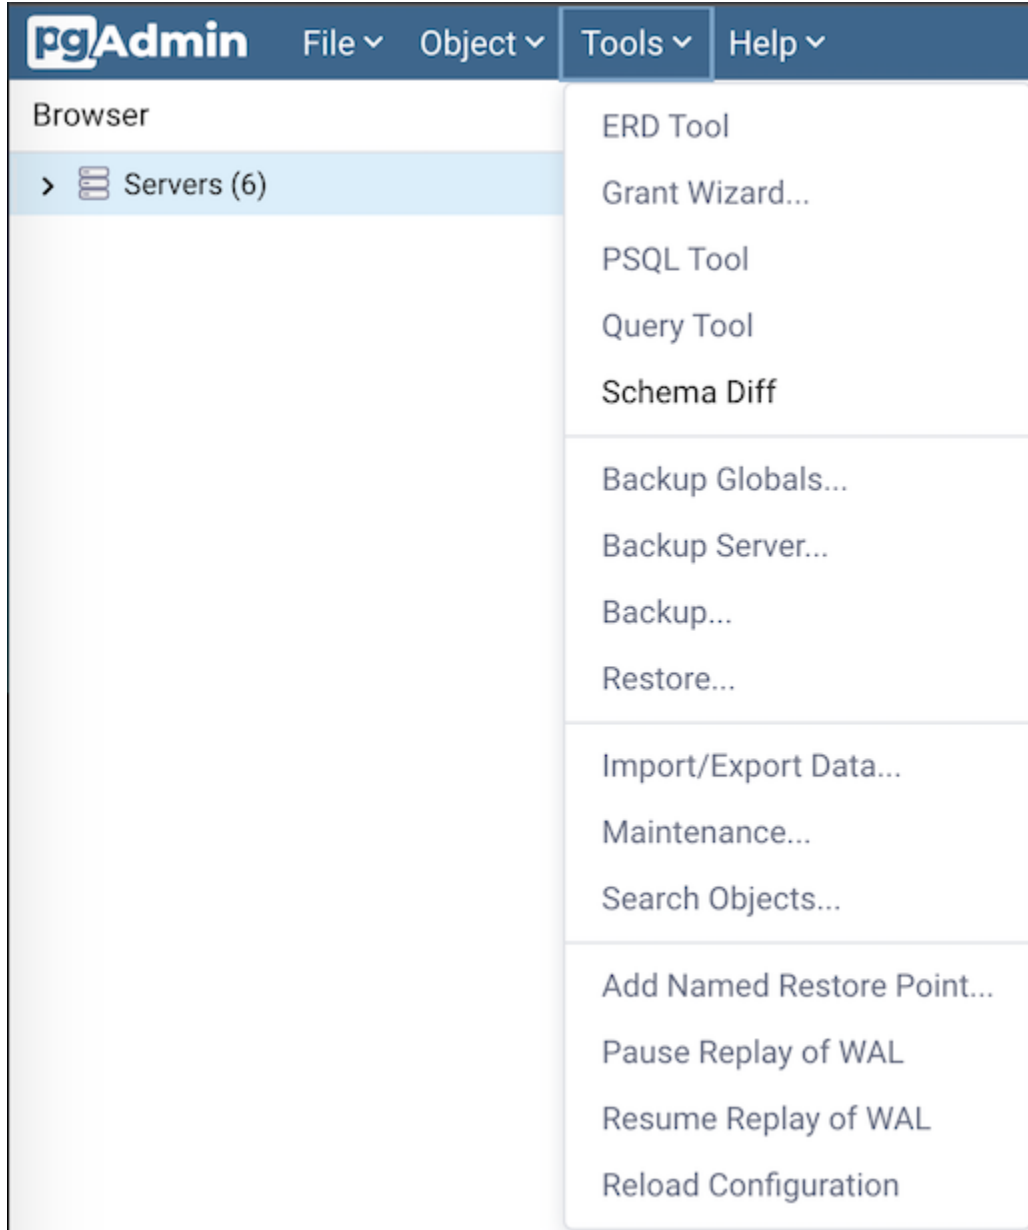 pgAdmin File Object Tools Help
Browser
Servers (6)
ERD Tool
Grant Wizard...
PSQL Tool
Query Tool
Schema Diff
Backup Globals...
Backup Server...
Backup...
Restore...
Import/Export Data...
Maintenance...
Search Objects...
Add Named Restore Point...
Pause Replay of WAL
Resume Replay of WAL
Reload Configuration